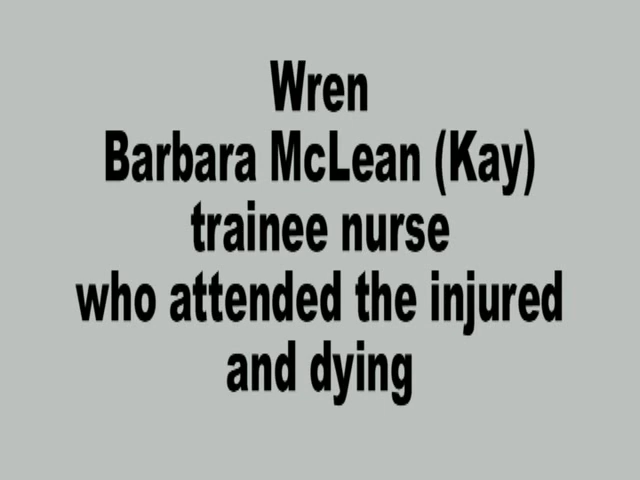 Wren
Barbara McLean (Kay)
trainee nurse
who attended the injured
and dying